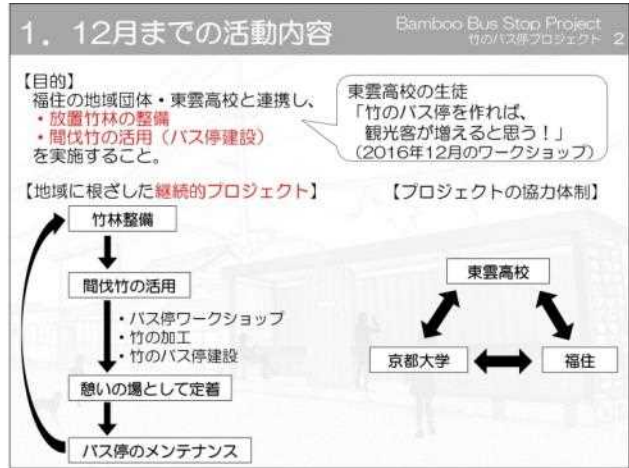 1. 12月までの活動内容
Bamboo Bus Stop Project
竹のバス停プロジェクト 2
【目的】
福住の地域団体・東雲高校と連携し、
・放置竹林の整備
・間伐竹の活用（バス停建設）
を実施すること。
東雲高校の生徒
「竹のバス停を作れば、
観光客が増えると思う！」
（2016年12月のワークショップ）
【地域に根ざした継続的プロジェクト】
竹林整備
間伐竹の活用
・バス停ワークショップ
・竹の加工
・竹のバス停建設
憩いの場として定着
バス停のメンテナンス
【プロジェクトの協力体制】
東雲高校
京都大学
福住